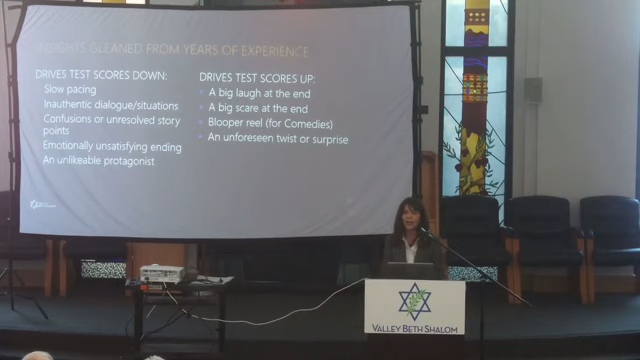 INSIGHTS GLEANED FROM YEARS OF EXPERIENCE
DRIVES TEST SCORES DOWN:
Slow pacing
Inauthentic dialogue/situations
Confusions or unresolved story
points
Emotionally unsatisfying ending
An unlikeable protagonist
DRIVES TEST SCORES UP:
A big laugh at the end
A big scare at the end
Blooper reel (for Comedies)
An unforeseen twist or surprise
VALLEY BETH SHALOM